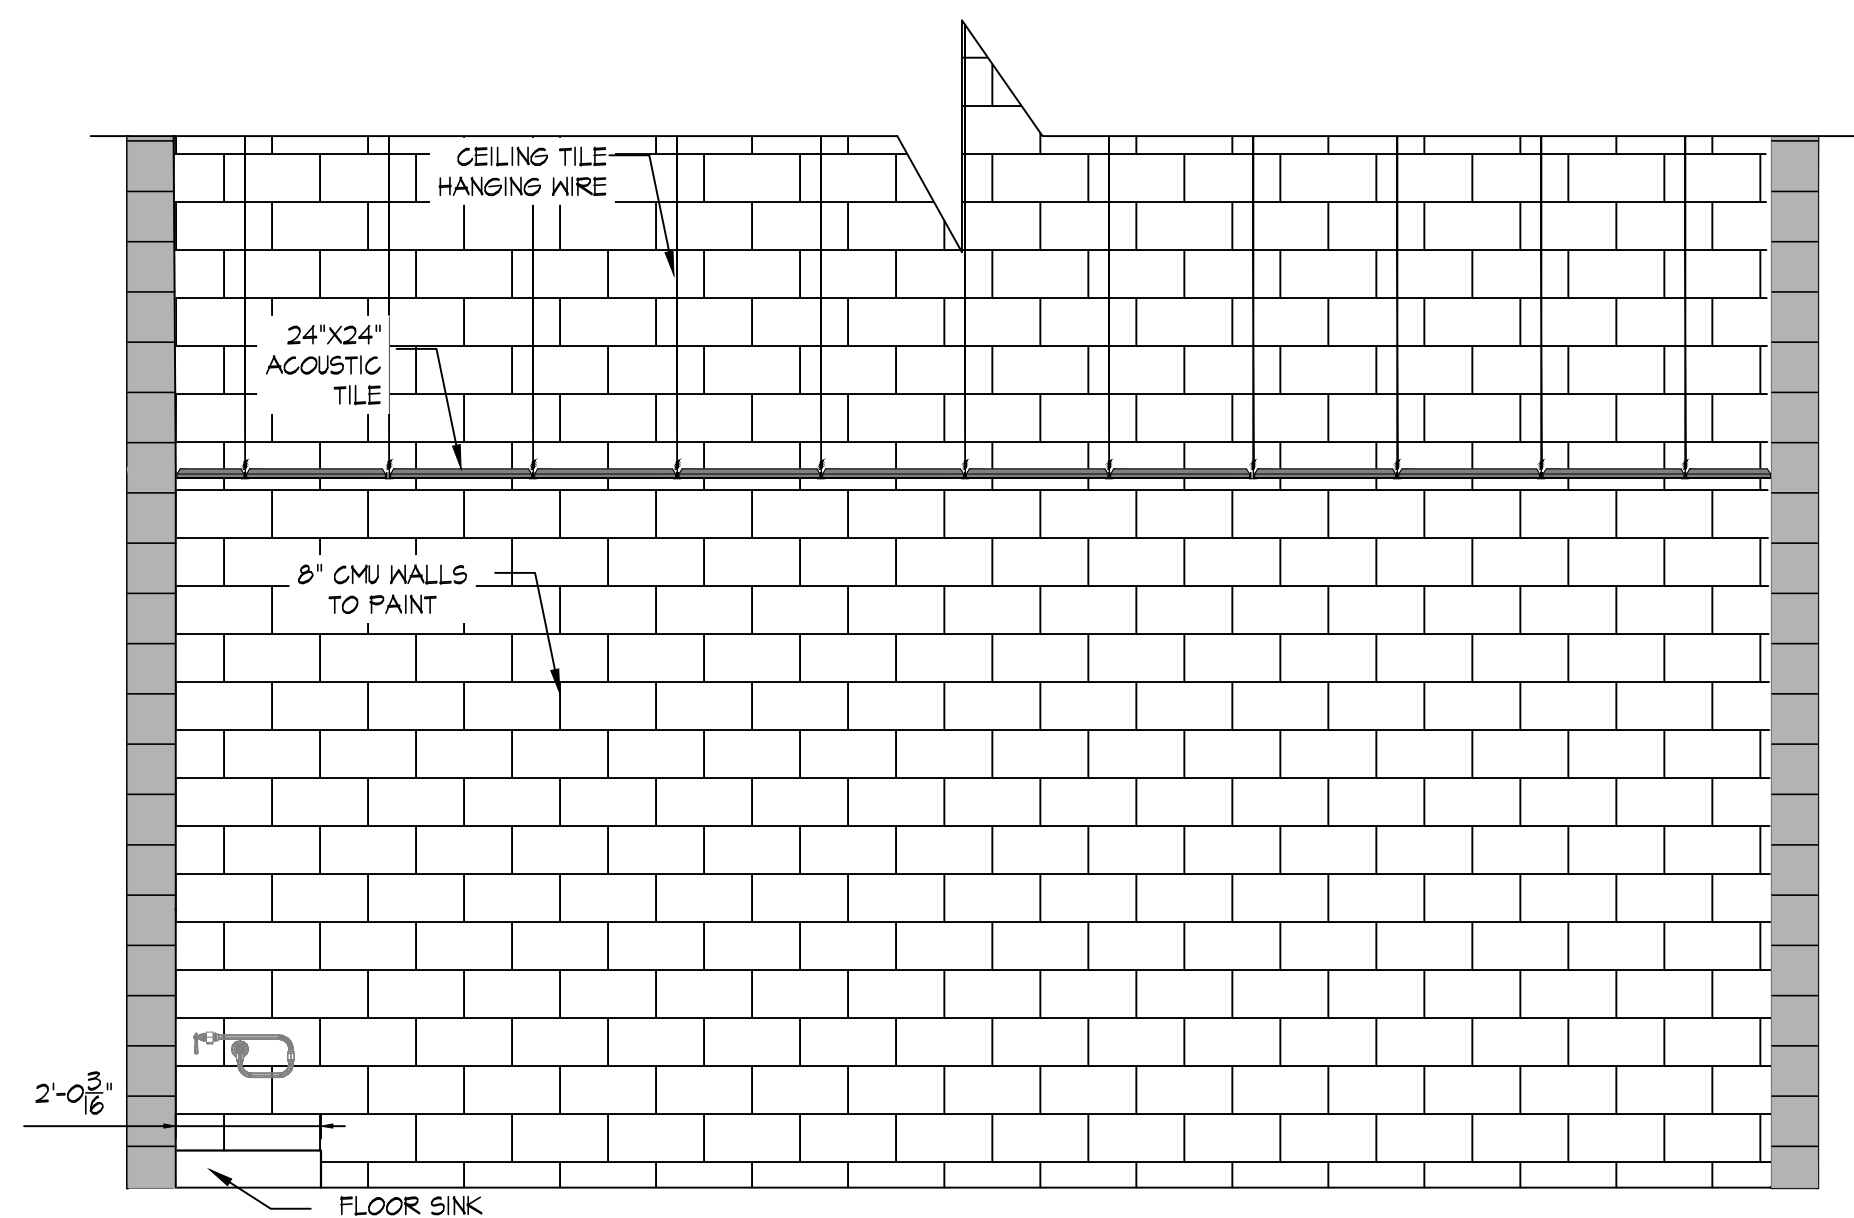 CEILING TILE
HANGING WIRE
24"X24"
ACOUSTIC
TILE
8" CMU WALLS
TO PAINT
2'-0 3/16"
FLOOR SINK